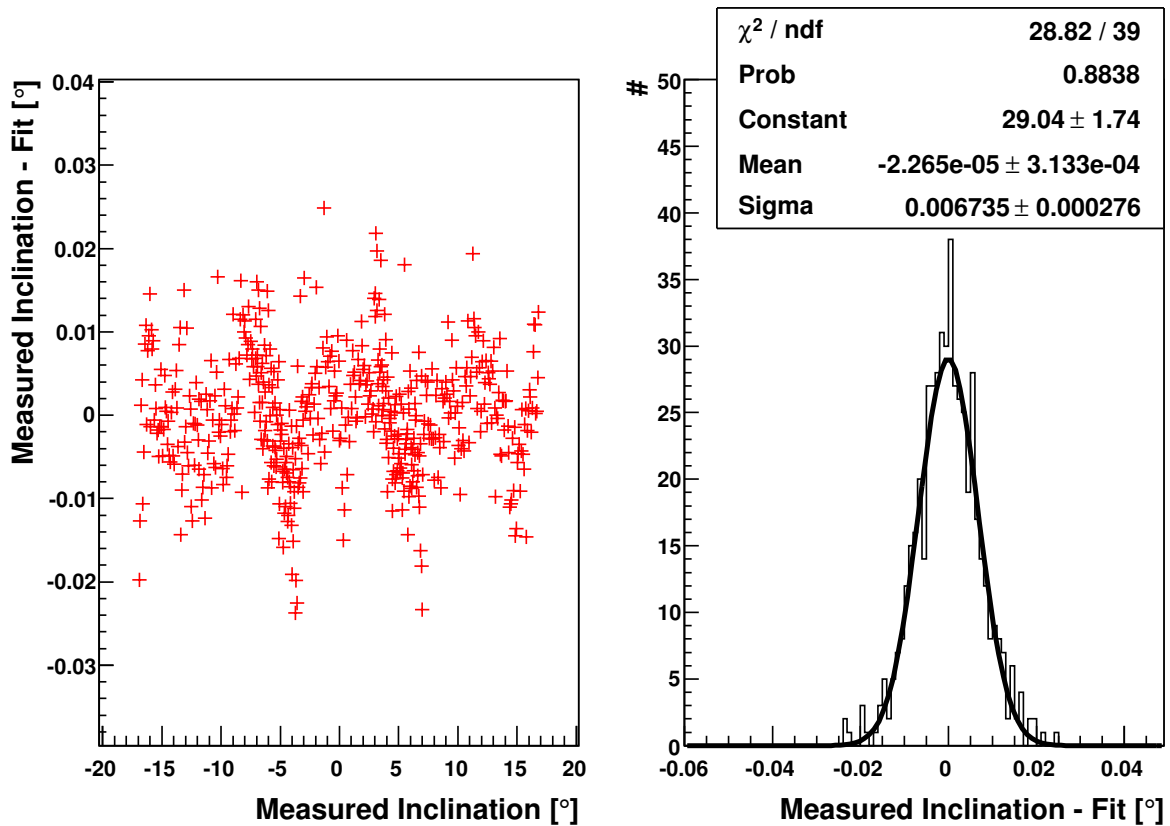 χ² / ndf 28.82 / 39
Prob 0.8838
Constant 29.04 ± 1.74
Mean -2.265e-05 ± 3.133e-04
Sigma 0.006735 ± 0.000276
Measured Inclination - Fit [°]
0.04
0.03
0.02
0.01
0
-0.01
-0.02
-0.03
-20 -15 -10 -5 0 5 10 15 20
Measured Inclination [°]
#
50
45
40
35
30
25
20
15
10
5
0
-0.06 -0.04 -0.02 0 0.02 0.04
Measured Inclination - Fit [°]